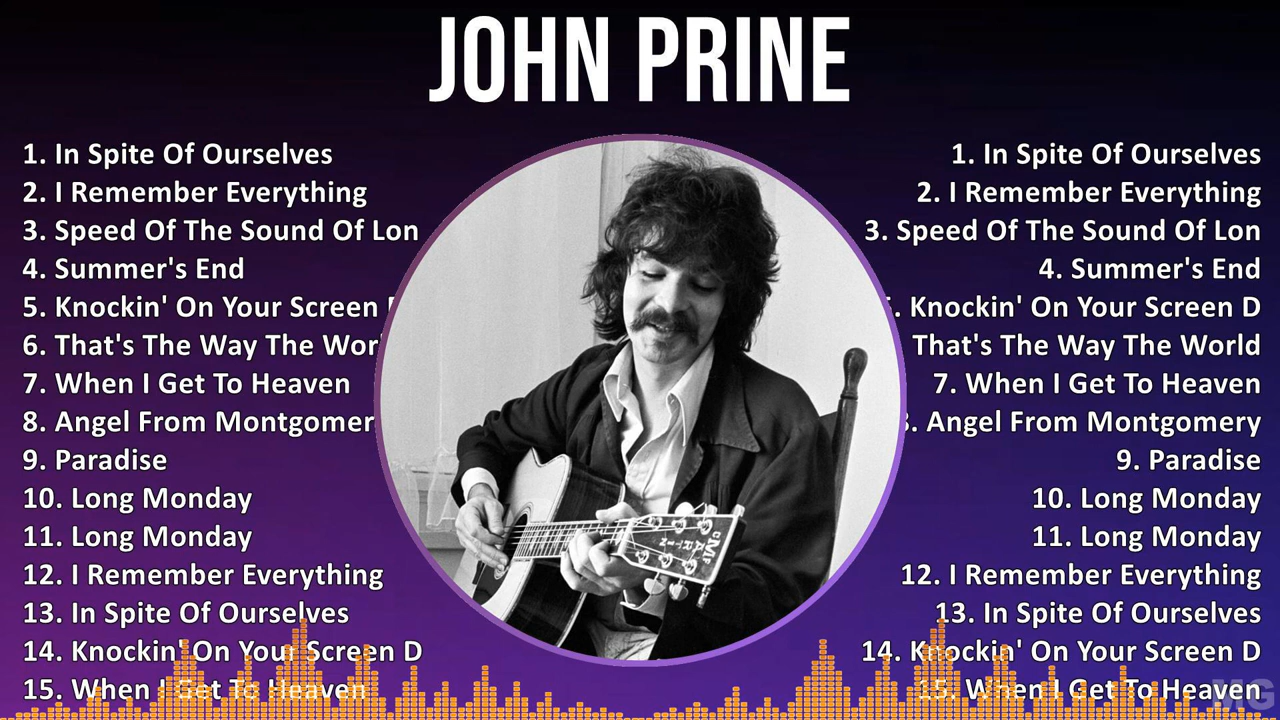 JOHN PRINE
1. In Spite Of Ourselves
2. I Remember Everything
3. Speed Of The Sound Of Lon
4. Summer's End
5. Knockin' On Your Screen
6. That's The Way The Worl
7. When I Get To Heaven
8. Angel From Montgomer
9. Paradise
10. Long Monday
11. Long Monday
12. I Remember Everything
13. In Spite Of Ourselves
14. Knockin' On Your Screen D
15. When I Get To Heaven
1. In Spite Of Ourselves
2. I Remember Everything
3. Speed Of The Sound Of Lon
4. Summer's End
. Knockin' On Your Screen D
That's The Way The World
7. When I Get To Heaven
. Angel From Montgomery
9. Paradise
10. Long Monday
11. Long Monday
12. I Remember Everything
13. In Spite Of Ourselves
14. Knockin' On Your Screen D
15. When I Get To Heaven
MG